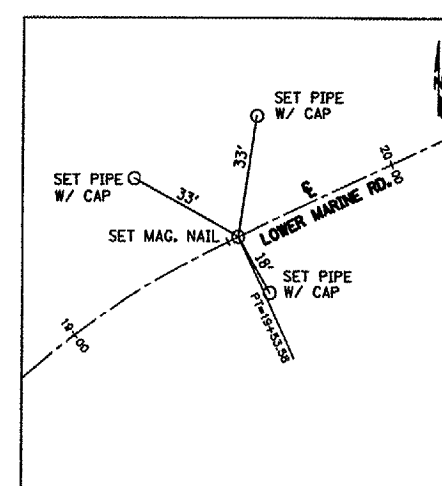 N
SET PIPE
W/ CAP
33'
20+00
SET PIPE
W/ CAP
33'
℄
LOWER MARINE RD.
SET MAG. NAIL
18'
SET PIPE
W/ CAP
PT=19+53.58
19+00